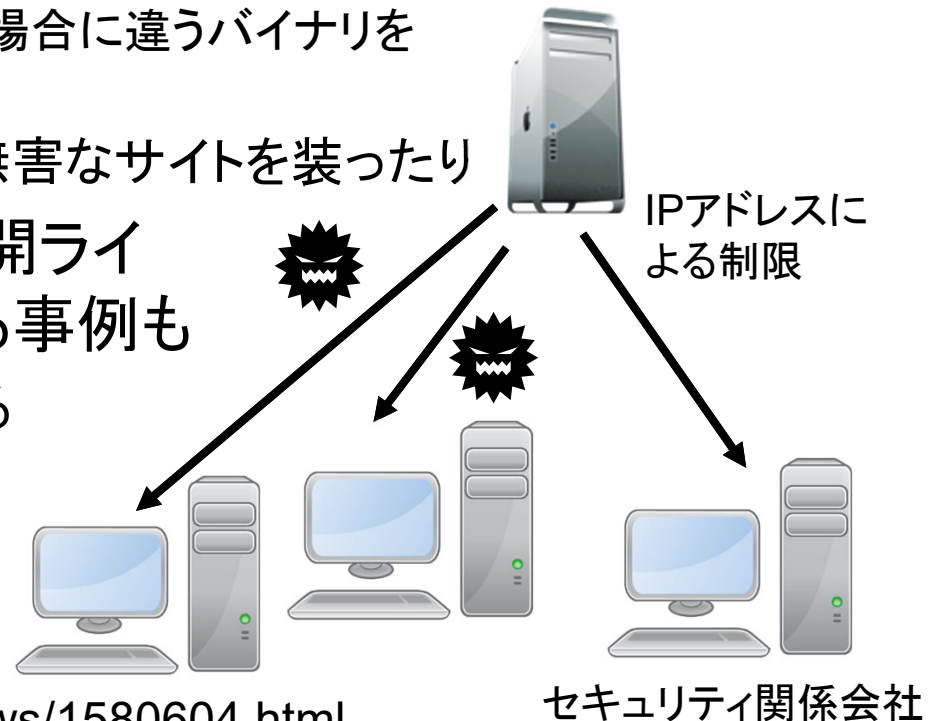 場合に違うバイナリを
害なサイトを装ったり
開ライ
る事例も
IPアドレスに
よる制限
セキュリティ関係会社
ws/1580604.html